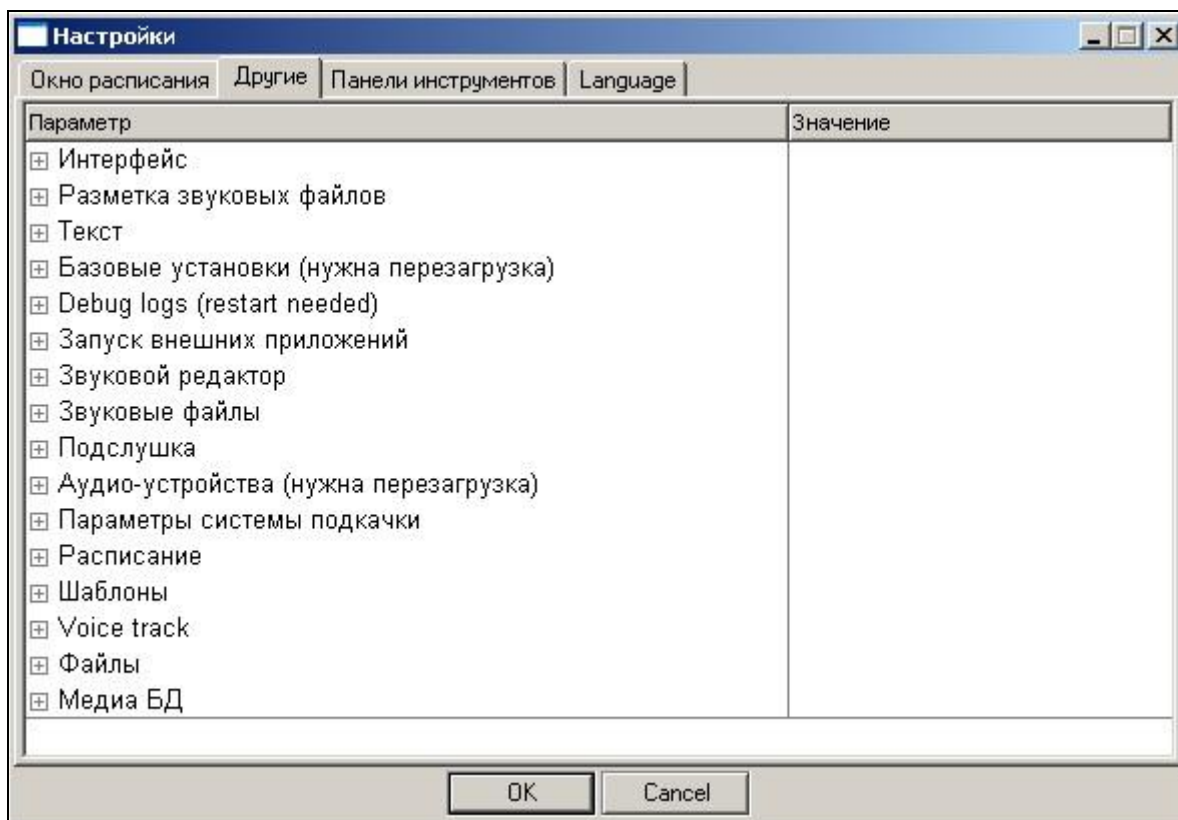 Настройки
Окно расписания Другие Панели инструментов Language
Параметр Значение
Интерфейс
Разметка звуковых файлов
Текст
Базовые установки (нужна перезагрузка)
Debug logs (restart needed)
Запуск внешних приложений
Звуковой редактор
Звуковые файлы
Подслушка
Аудио-устройства (нужна перезагрузка)
Параметры системы подкачки
Расписание
Шаблоны
Voice track
Файлы
Медиа БД
OK Cancel